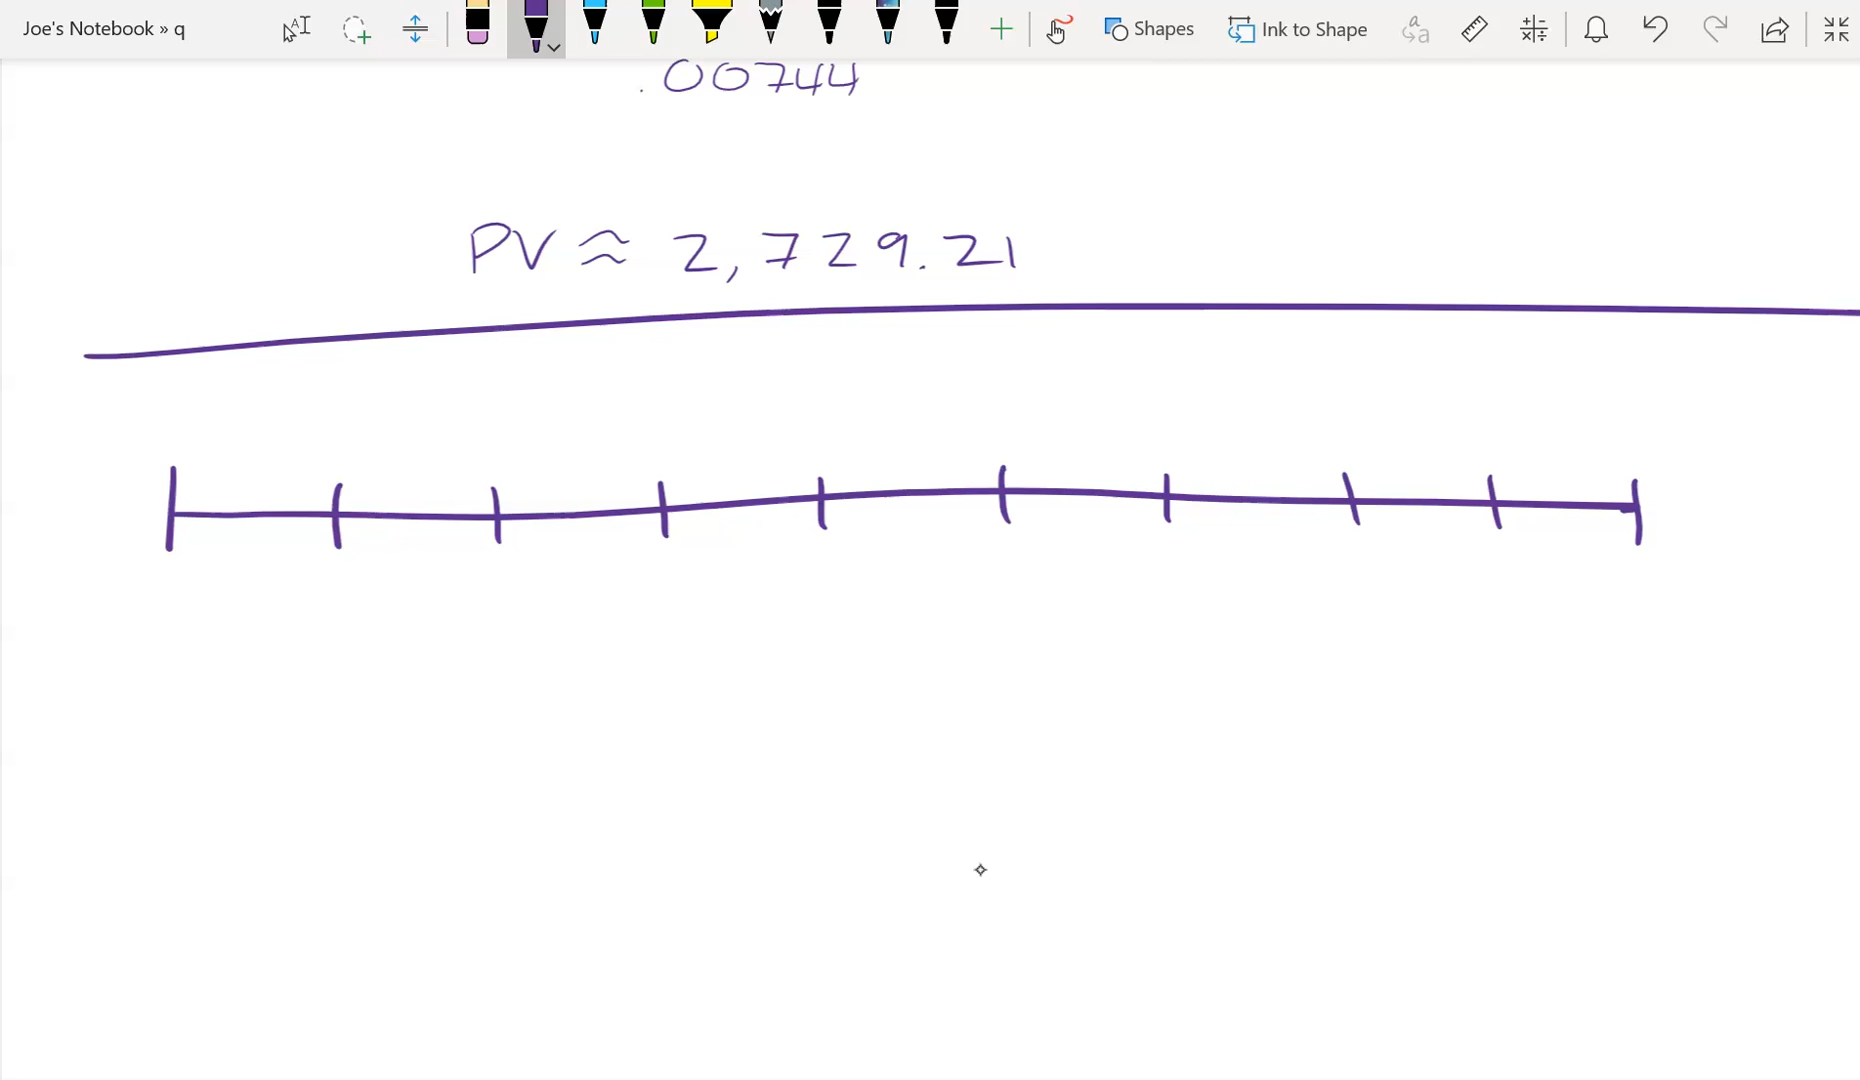 Joe's Notebook » q
Shapes
Ink to Shape
.00744
PV ≈ 2,729.21